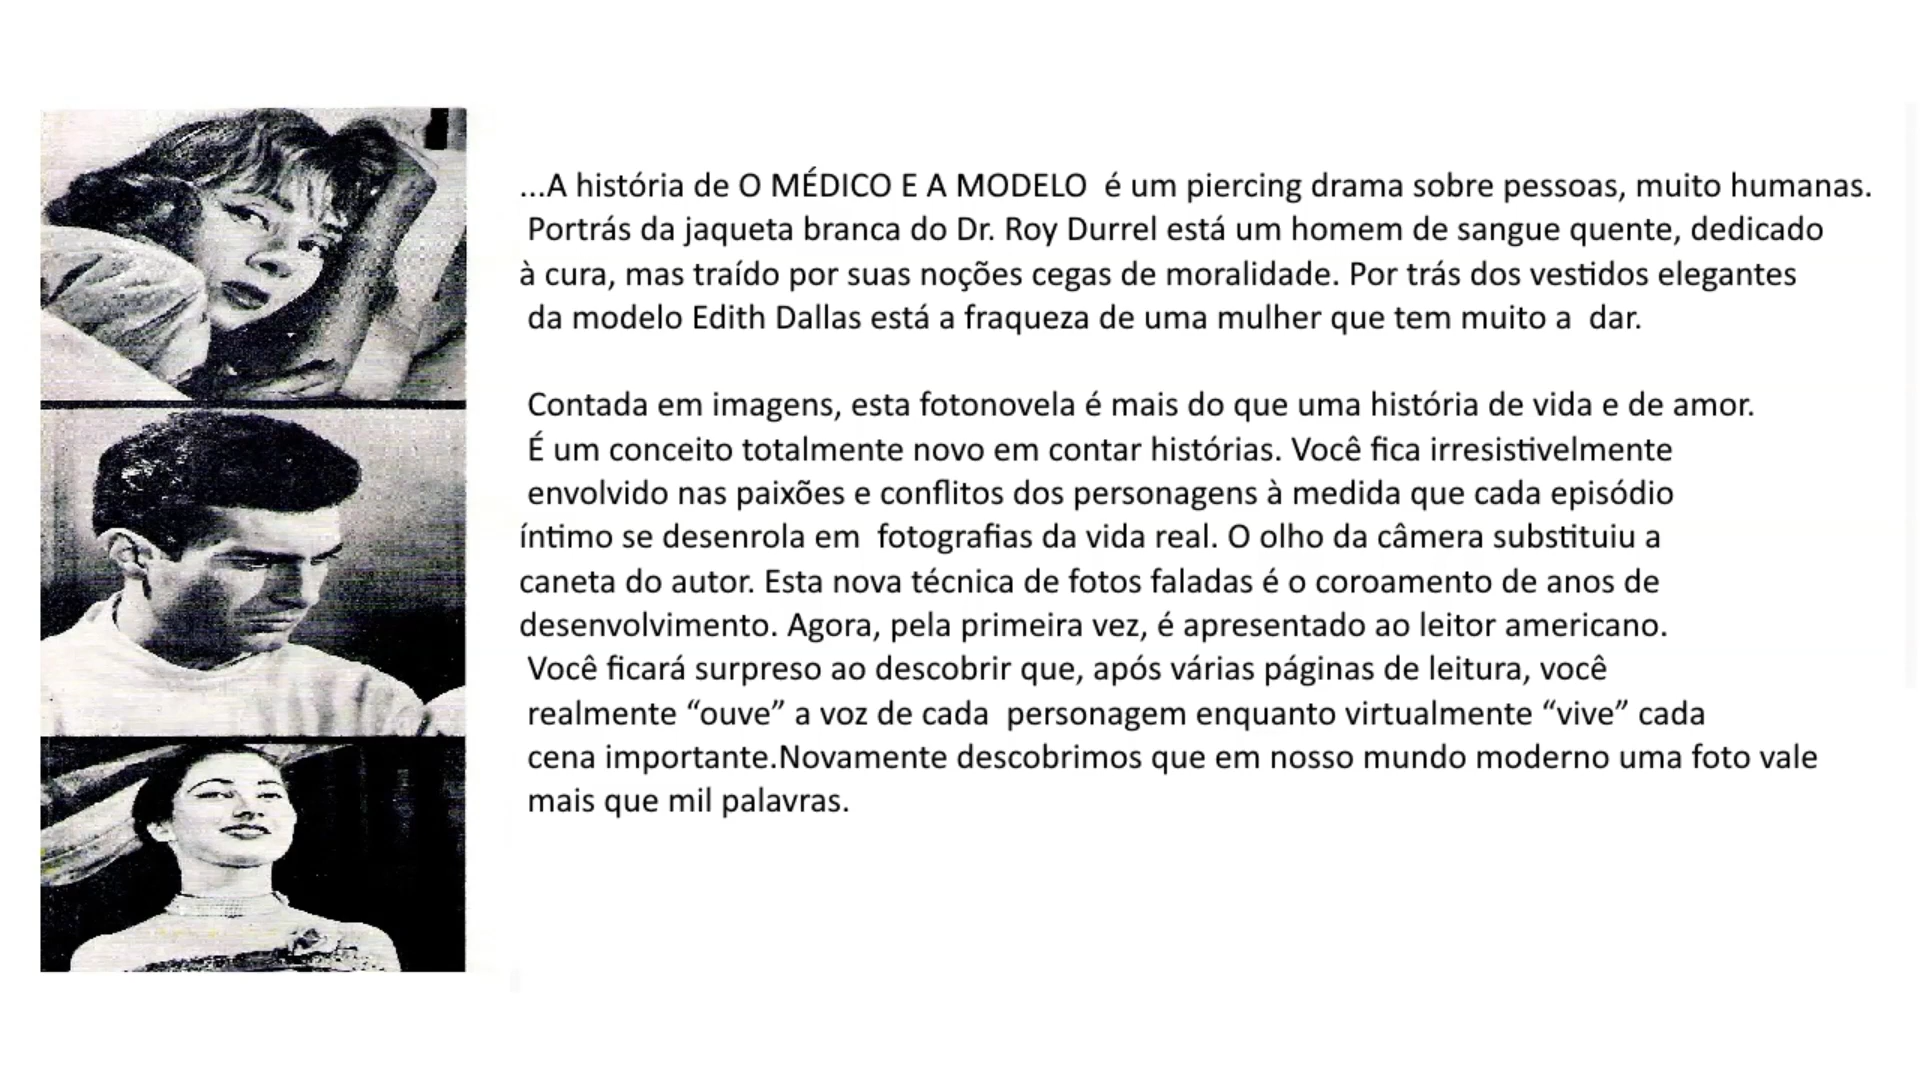 ...A história de O MÉDICO E A MODELO é um piercing drama sobre pessoas, muito humanas.
Portrás da jaqueta branca do Dr. Roy Durrel está um homem de sangue quente, dedicado
à cura, mas traído por suas noções cegas de moralidade. Por trás dos vestidos elegantes
da modelo Edith Dallas está a fraqueza de uma mulher que tem muito a dar.
Contada em imagens, esta fotonovela é mais do que uma história de vida e de amor.
É um conceito totalmente novo em contar histórias. Você fica irresistivelmente
envolvido nas paixões e conflitos dos personagens à medida que cada episódio
íntimo se desenrola em fotografias da vida real. O olho da câmera substituiu a
caneta do autor. Esta nova técnica de fotos faladas é o coroamento de anos de
desenvolvimento. Agora, pela primeira vez, é apresentado ao leitor americano.
Você ficará surpreso ao descobrir que, após várias páginas de leitura, você
realmente “ouve” a voz de cada personagem enquanto virtualmente “vive” cada
cena importante.Novamente descobrimos que em nosso mundo moderno uma foto vale
mais que mil palavras.